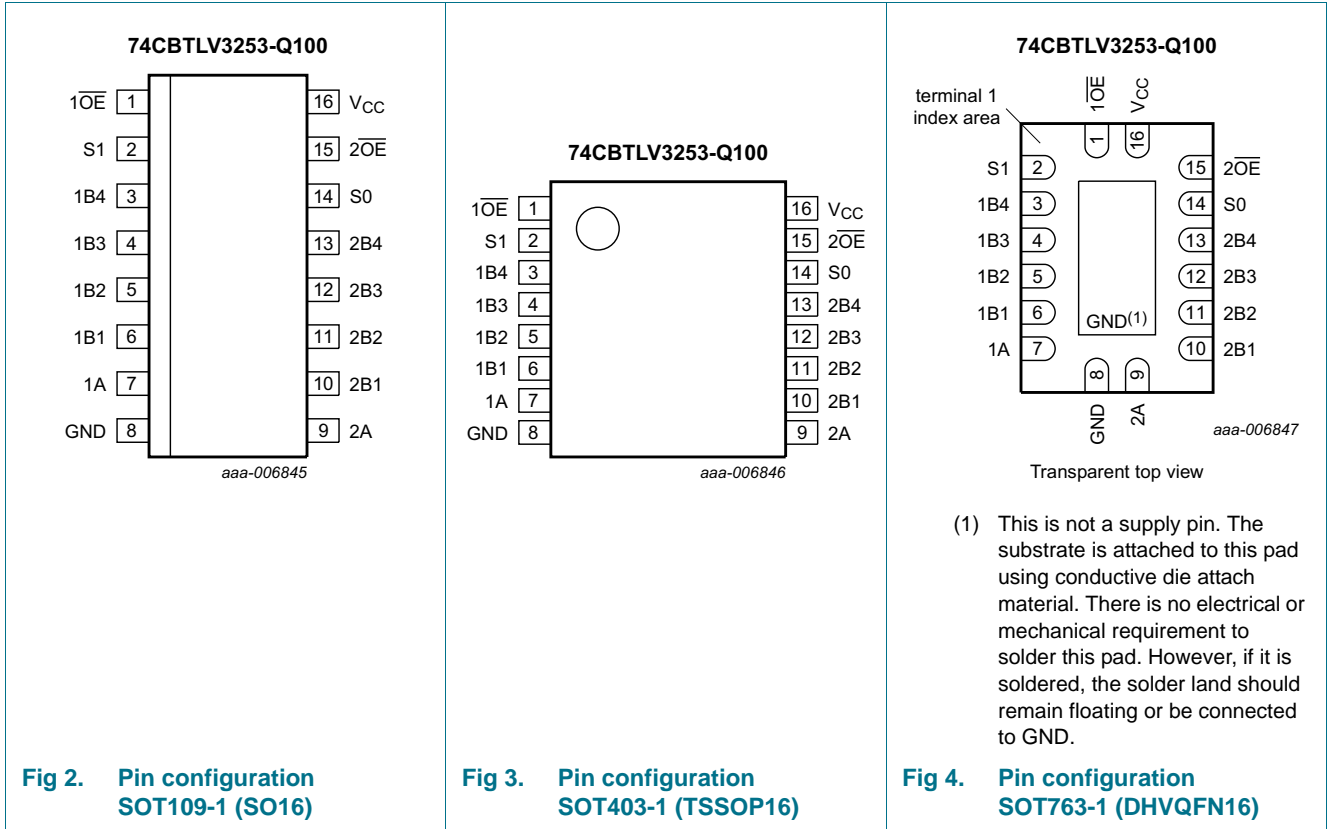 74CBTLV3253-Q100
1O̅E̅ 1
S1 2
1B4 3
1B3 4
1B2 5
1B1 6
1A 7
GND 8
16 VCC
15 2O̅E̅
14 S0
13 2B4
12 2B3
11 2B2
10 2B1
9 2A
aaa-006845
Fig 2. Pin configuration
SOT109-1 (SO16)
74CBTLV3253-Q100
1O̅E̅ 1
S1 2
1B4 3
1B3 4
1B2 5
1B1 6
1A 7
GND 8
16 VCC
15 2O̅E̅
14 S0
13 2B4
12 2B3
11 2B2
10 2B1
9 2A
aaa-006846
Fig 3. Pin configuration
SOT403-1 (TSSOP16)
74CBTLV3253-Q100
terminal 1
index area
1O̅E̅
VCC
1
16
S1 2
1B4 3
1B3 4
1B2 5
1B1 6
1A 7
15 2O̅E̅
14 S0
13 2B4
12 2B3
11 2B2
10 2B1
GND(1)
8
9
GND
2A
aaa-006847
Transparent top view
(1) This is not a supply pin. The
substrate is attached to this pad
using conductive die attach
material. There is no electrical or
mechanical requirement to
solder this pad. However, if it is
soldered, the solder land should
remain floating or be connected
to GND.
Fig 4. Pin configuration
SOT763-1 (DHVQFN16)